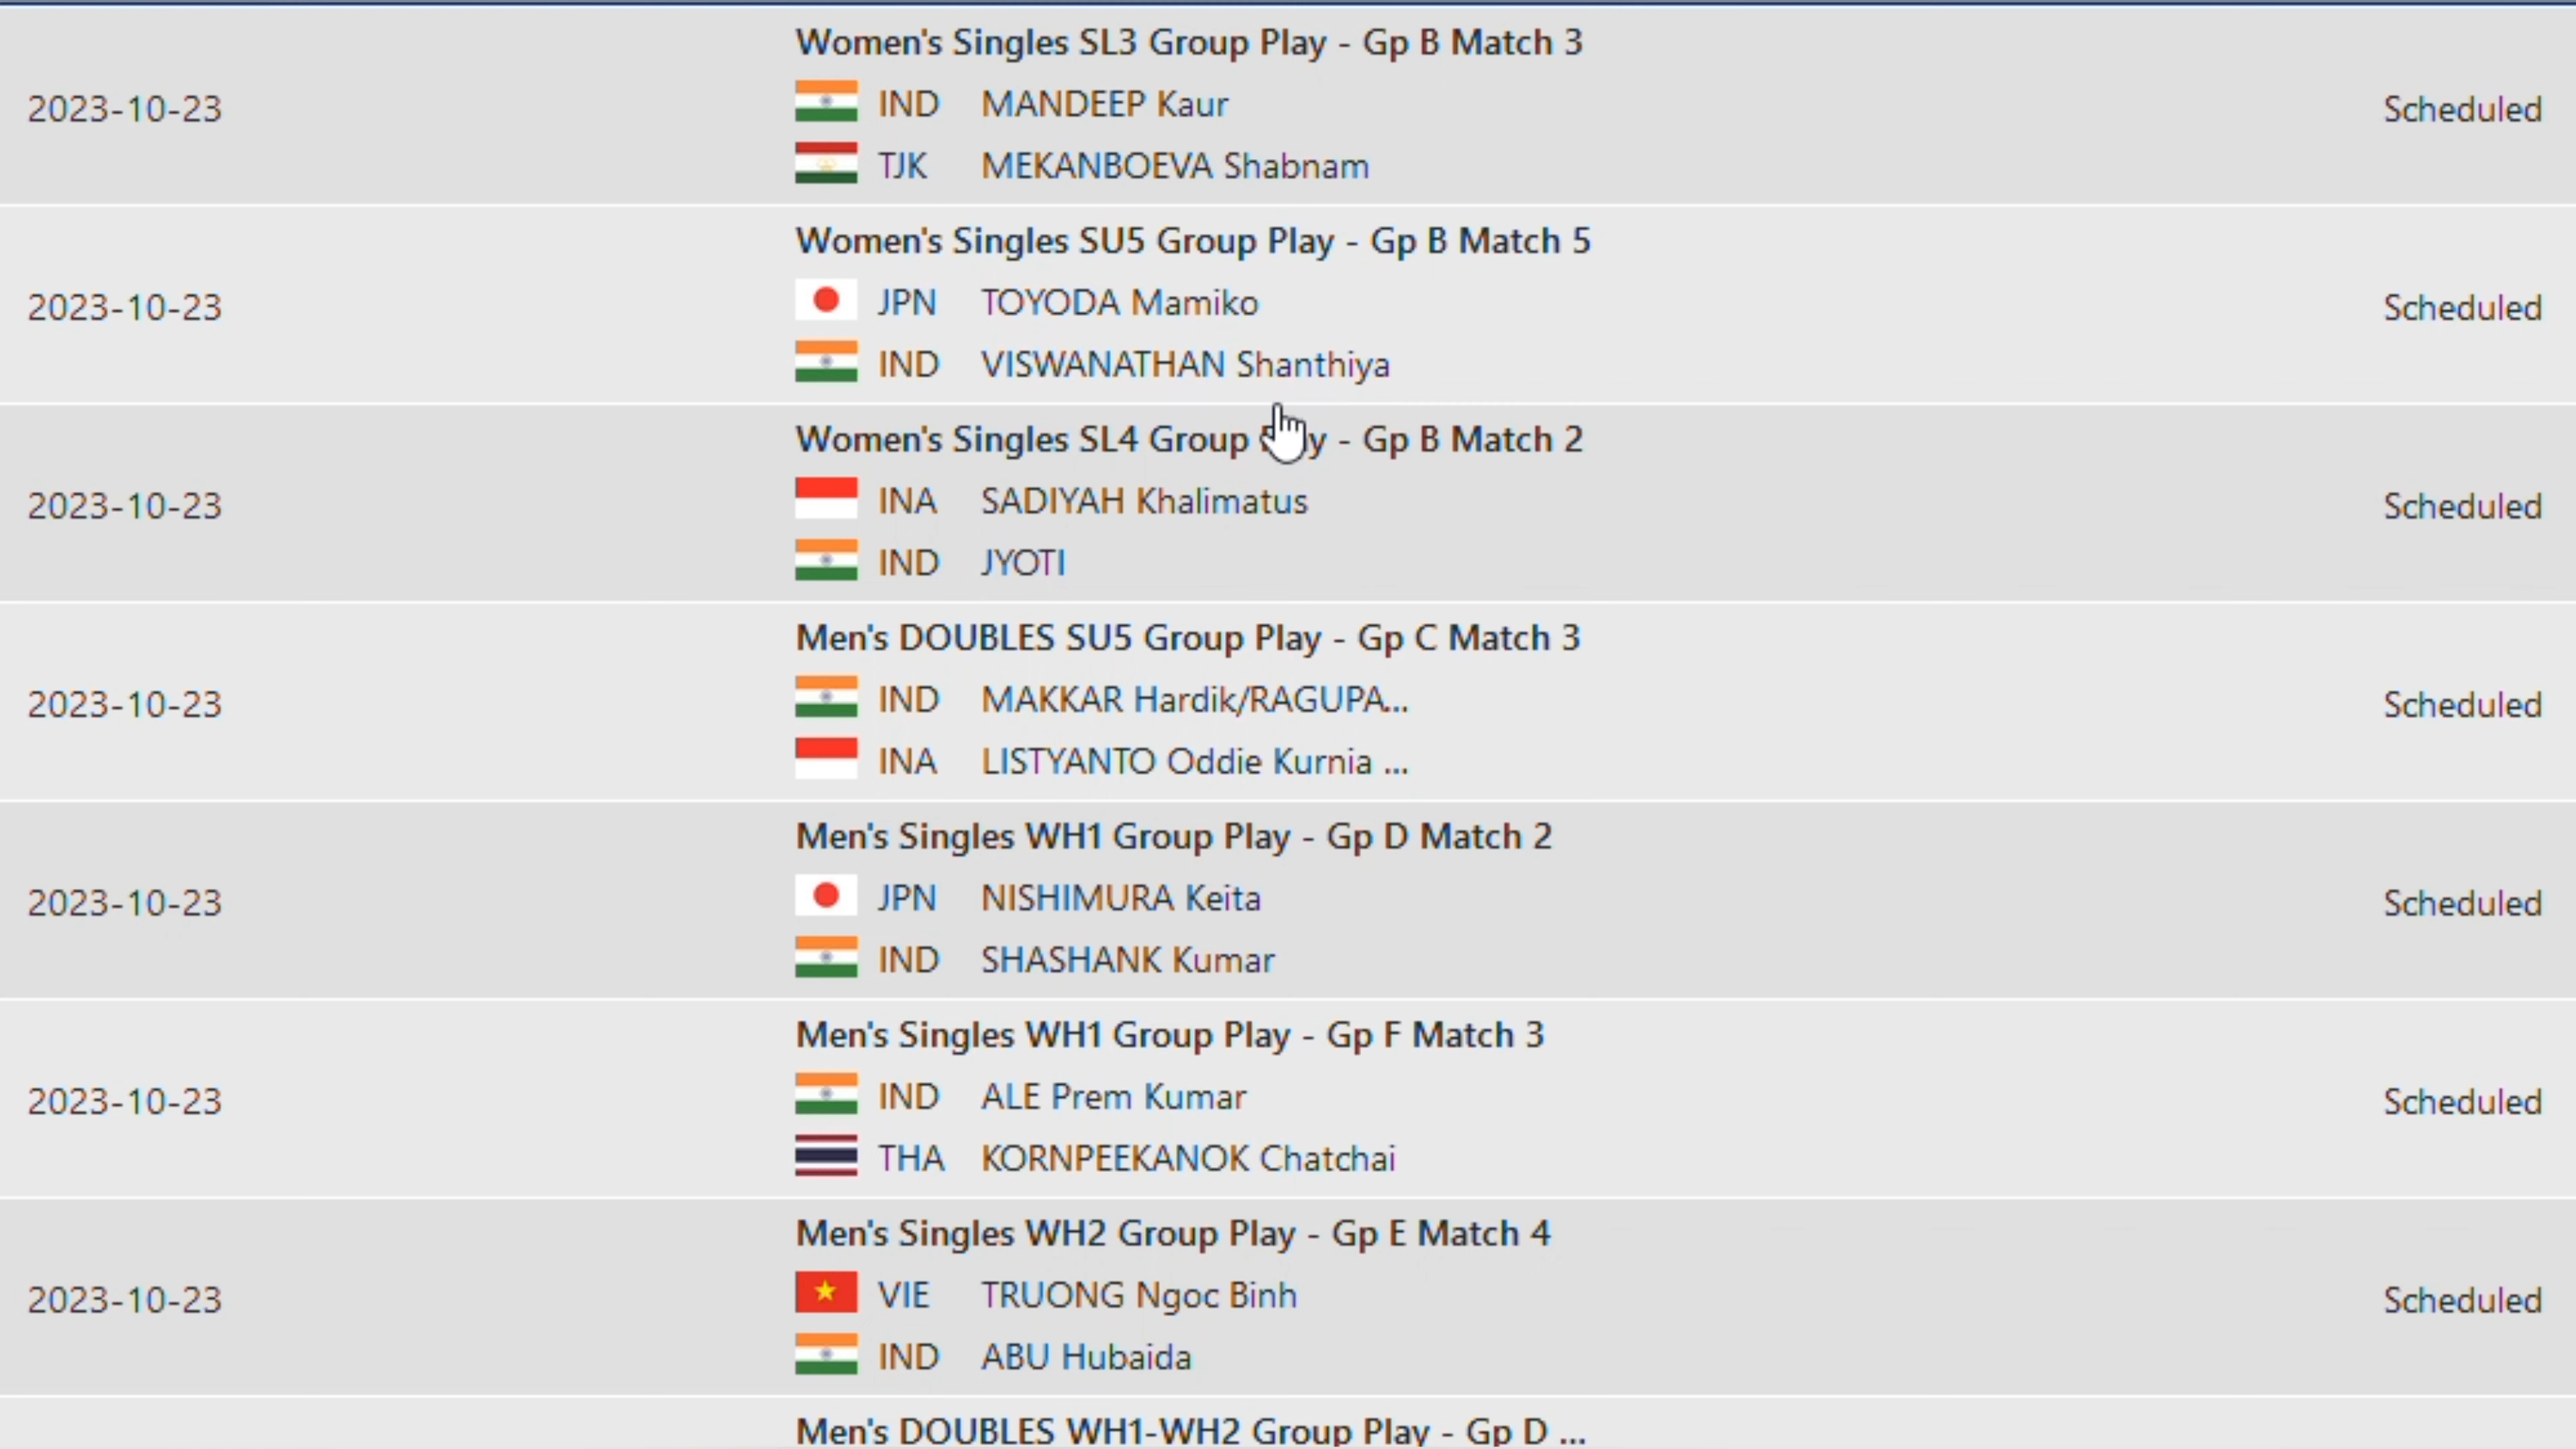 Women's Singles SL3 Group Play - Gp B Match 3
2023-10-23
IND MANDEEP Kaur
Scheduled
TJK MEKANBOEVA Shabnam
Women's Singles SU5 Group Play - Gp B Match 5
2023-10-23
JPN TOYODA Mamiko
Scheduled
IND VISWANATHAN Shanthiya
Women's Singles SL4 Group - Gp B Match 2
2023-10-23
INA SADIYAH Khalimatus
Scheduled
IND JYOTI
Men's DOUBLES SU5 Group Play - Gp C Match 3
2023-10-23
IND MAKKAR Hardik/RAGUPA...
Scheduled
INA LISTYANTO Oddie Kurnia ...
Men's Singles WH1 Group Play - Gp D Match 2
2023-10-23
JPN NISHIMURA Keita
Scheduled
IND SHASHANK Kumar
Men's Singles WH1 Group Play - Gp F Match 3
2023-10-23
IND ALE Prem Kumar
Scheduled
THA KORNPEEKANOK Chatchai
Men's Singles WH2 Group Play - Gp E Match 4
2023-10-23
VIE TRUONG Ngoc Binh
Scheduled
IND ABU Hubaida
Men's DOUBLES WH1-WH2 Group Play - Gp D ...